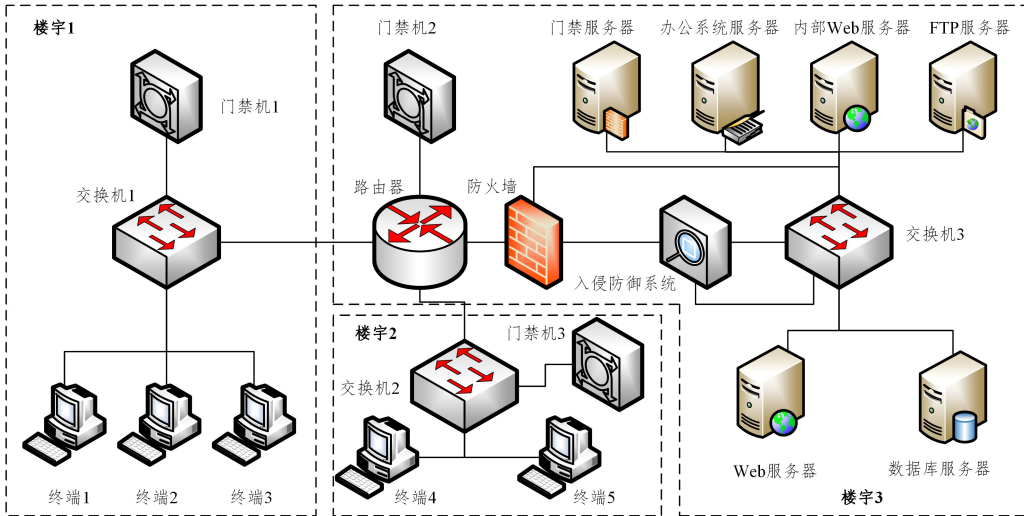 楼宇1
门禁机2
门禁服务器
办公系统服务器
内部Web服务器
FTP服务器
门禁机1
交换机1
路由器
防火墙
交换机3
入侵防御系统
楼宇2
门禁机3
交换机2
终端1
终端2
终端3
终端4
终端5
Web服务器
数据库服务器
楼宇3